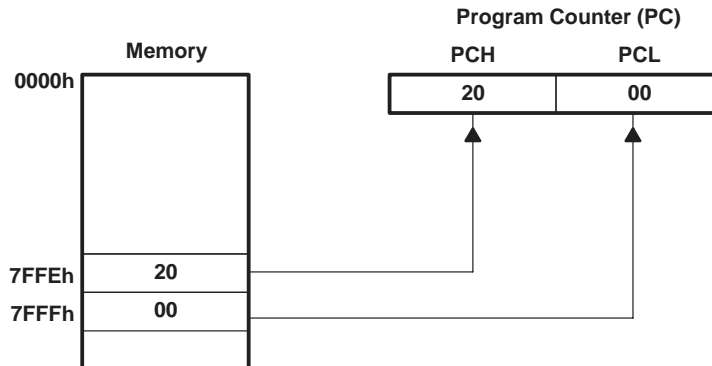 Program Counter (PC)
Memory
PCH PCL
0000h
20 00
7FFEh 20
7FFFh 00